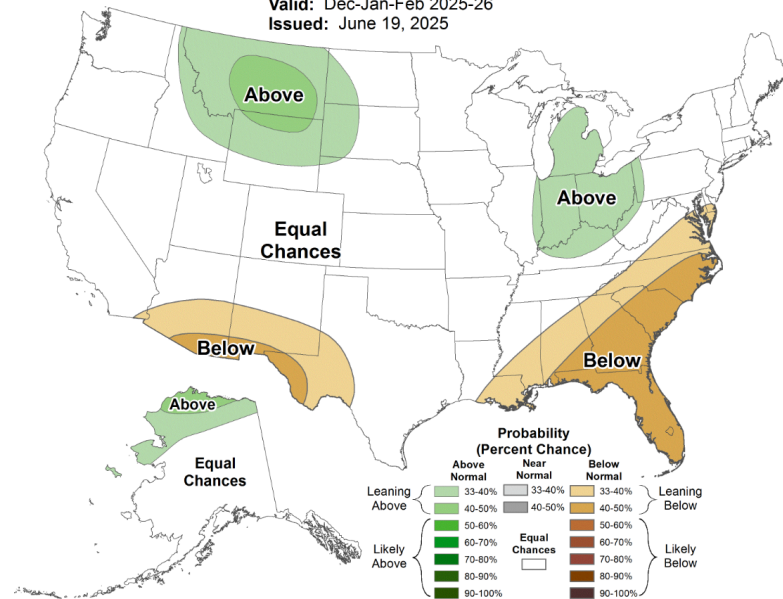 Valid: Dec-Jan-Feb 2025-26
Issued: June 19, 2025
Above
Above
Equal
Chances
Below
Below
Above
Equal
Chances
Probability
(Percent Chance)
Above
Normal
Near
Normal
Below
Normal
Leaning
Above
33-40%
33-40%
33-40%
Leaning
Below
40-50%
40-50%
40-50%
Likely
Above
50-60%
60-70%
70-80%
80-90%
90-100%
Equal
Chances
50-60%
60-70%
70-80%
80-90%
90-100%
Likely
Below